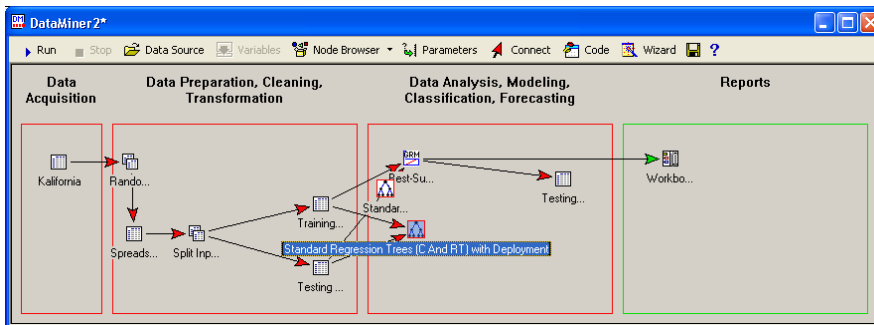 DataMiner2*
Run Stop Data Source Variables Node Browser Parameters Connect Code Wizard ?
Data
Acquisition
Data Preparation, Cleaning,
Transformation
Data Analysis, Modeling,
Classification, Forecasting
Reports
Kalifornia
Rando...
GRM
Best-Su...
Workbo...
Standar...
Testing...
Training...
Spreads...
Split Inp...
Standard Regression Trees (C And RT) with Deployment
Testing ...